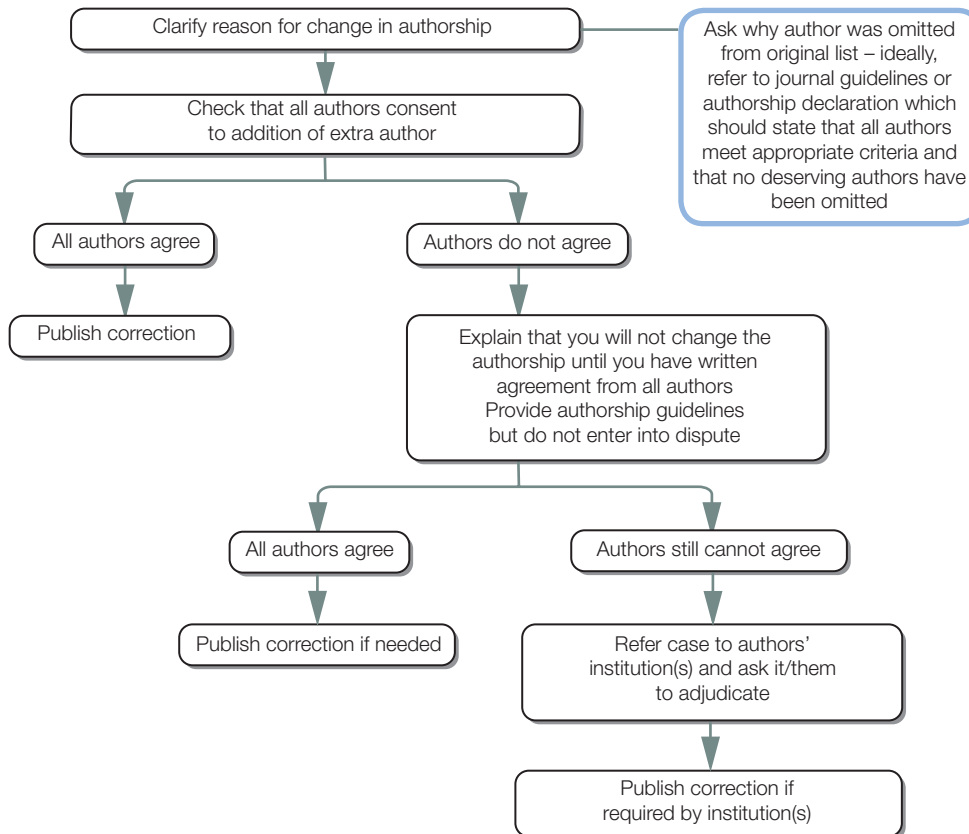 Clarify reason for change in authorship
Ask why author was omitted
from original list – ideally,
refer to journal guidelines or
authorship declaration which
should state that all authors
meet appropriate criteria and
that no deserving authors have
been omitted
Check that all authors consent
to addition of extra author
All authors agree
Authors do not agree
Publish correction
Explain that you will not change the
authorship until you have written
agreement from all authors
Provide authorship guidelines
but do not enter into dispute
All authors agree
Authors still cannot agree
Publish correction if needed
Refer case to authors’
institution(s) and ask it/them
to adjudicate
Publish correction if
required by institution(s)